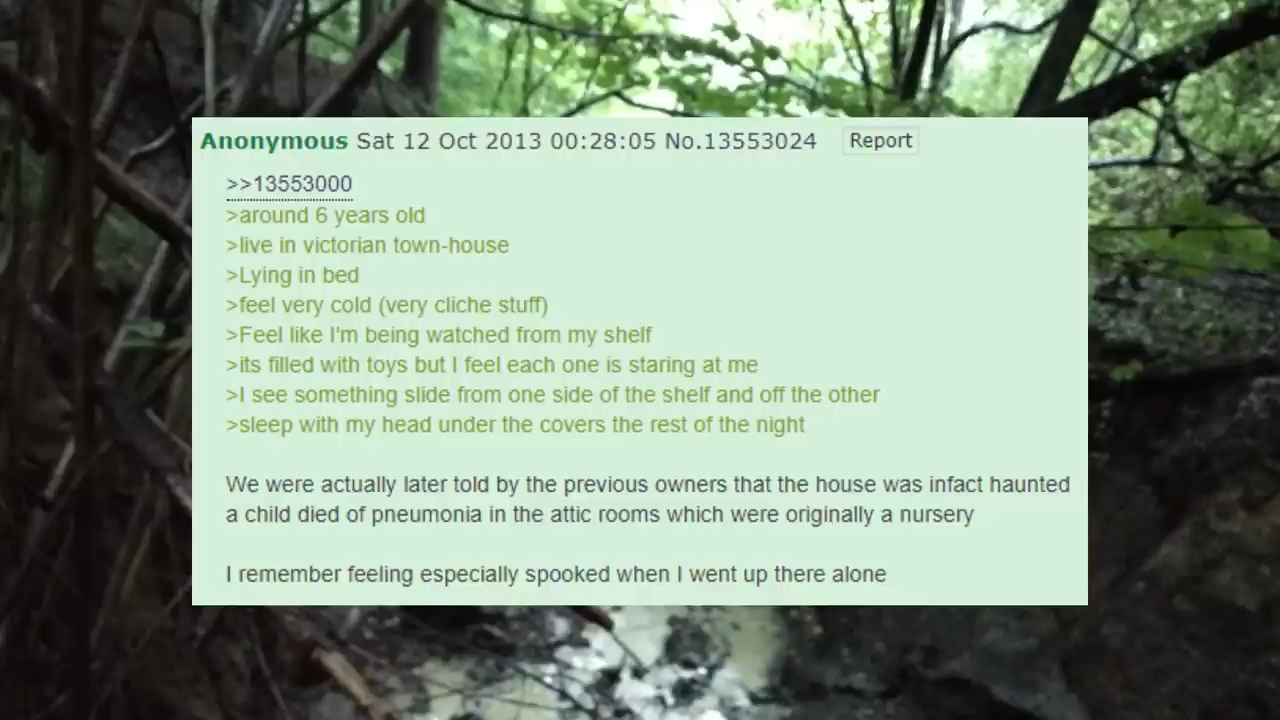 Anonymous Sat 12 Oct 2013 00:28:05 No.13553024 Report
>>13553000
>around 6 years old
>live in victorian town-house
>Lying in bed
>feel very cold (very cliche stuff)
>Feel like I'm being watched from my shelf
>its filled with toys but I feel each one is staring at me
>I see something slide from one side of the shelf and off the other
>sleep with my head under the covers the rest of the night
We were actually later told by the previous owners that the house was infact haunted
a child died of pneumonia in the attic rooms which were originally a nursery
I remember feeling especially spooked when I went up there alone